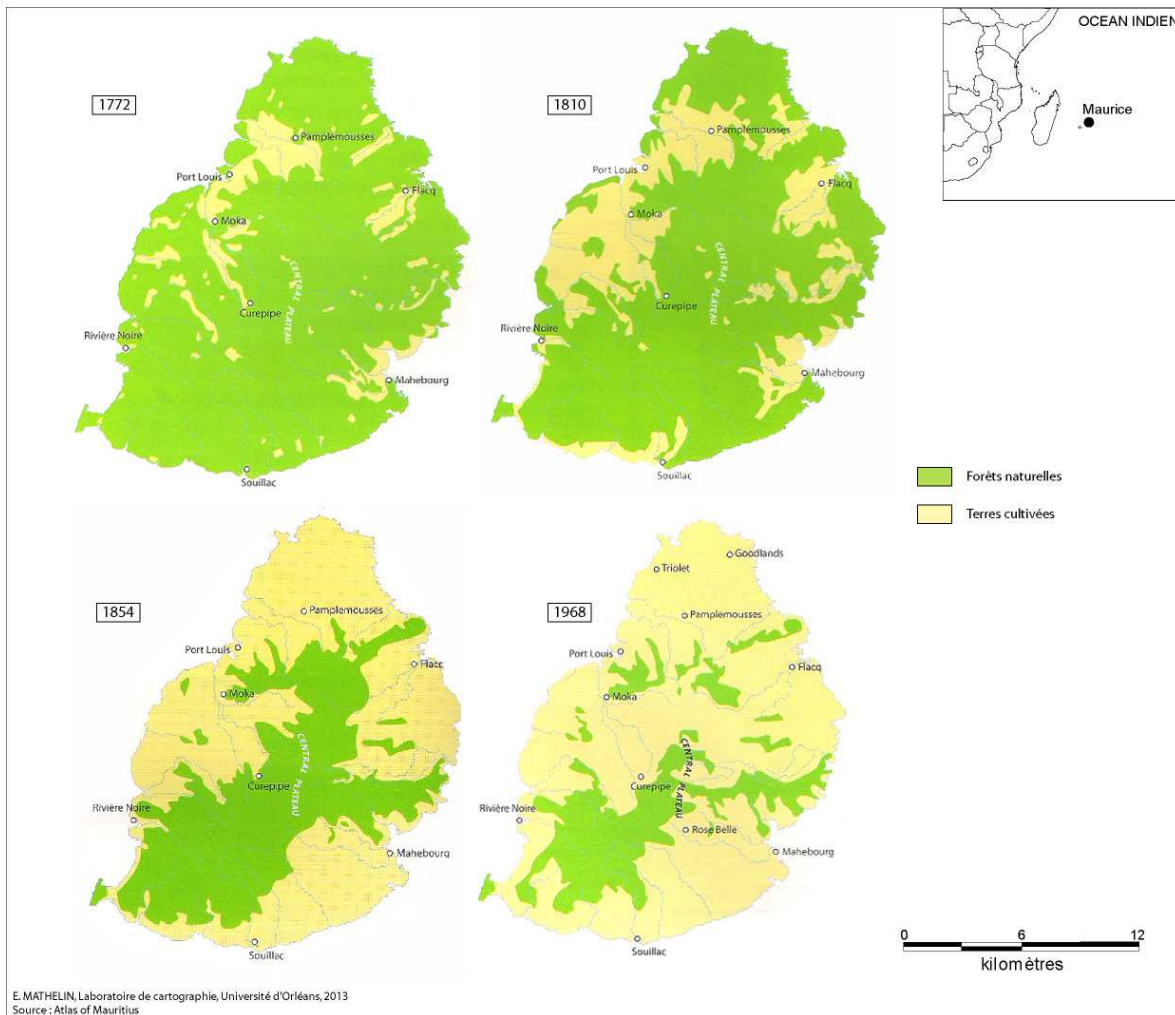 OCEAN INDIEN
Maurice
1772
Pamplemousses
Port Louis
Flacq
Moka
CENTRAL PLATEAU
Curepipe
Rivière Noire
Mahebourg
Souillac
1810
Pamplemousses
Port Louis
Flacq
Moka
CENTRAL PLATEAU
Curepipe
Rivière Noire
Mahebourg
Souillac
Forêts naturelles
Terres cultivées
1854
Pamplemousses
Port Louis
Flacq
Moka
CENTRAL PLATEAU
Curepipe
Rivière Noire
Mahebourg
Souillac
1968
Goodlands
Triolet
Pamplemousses
Port Louis
Flacq
Moka
CENTRAL PLATEAU
Curepipe
Rivière Noire
Rose Belle
Mahebourg
Souillac
0 6 12
kilomètres
E. MATHELIN, Laboratoire de cartographie, Université d'Orléans, 2013
Source : Atlas of Mauritius